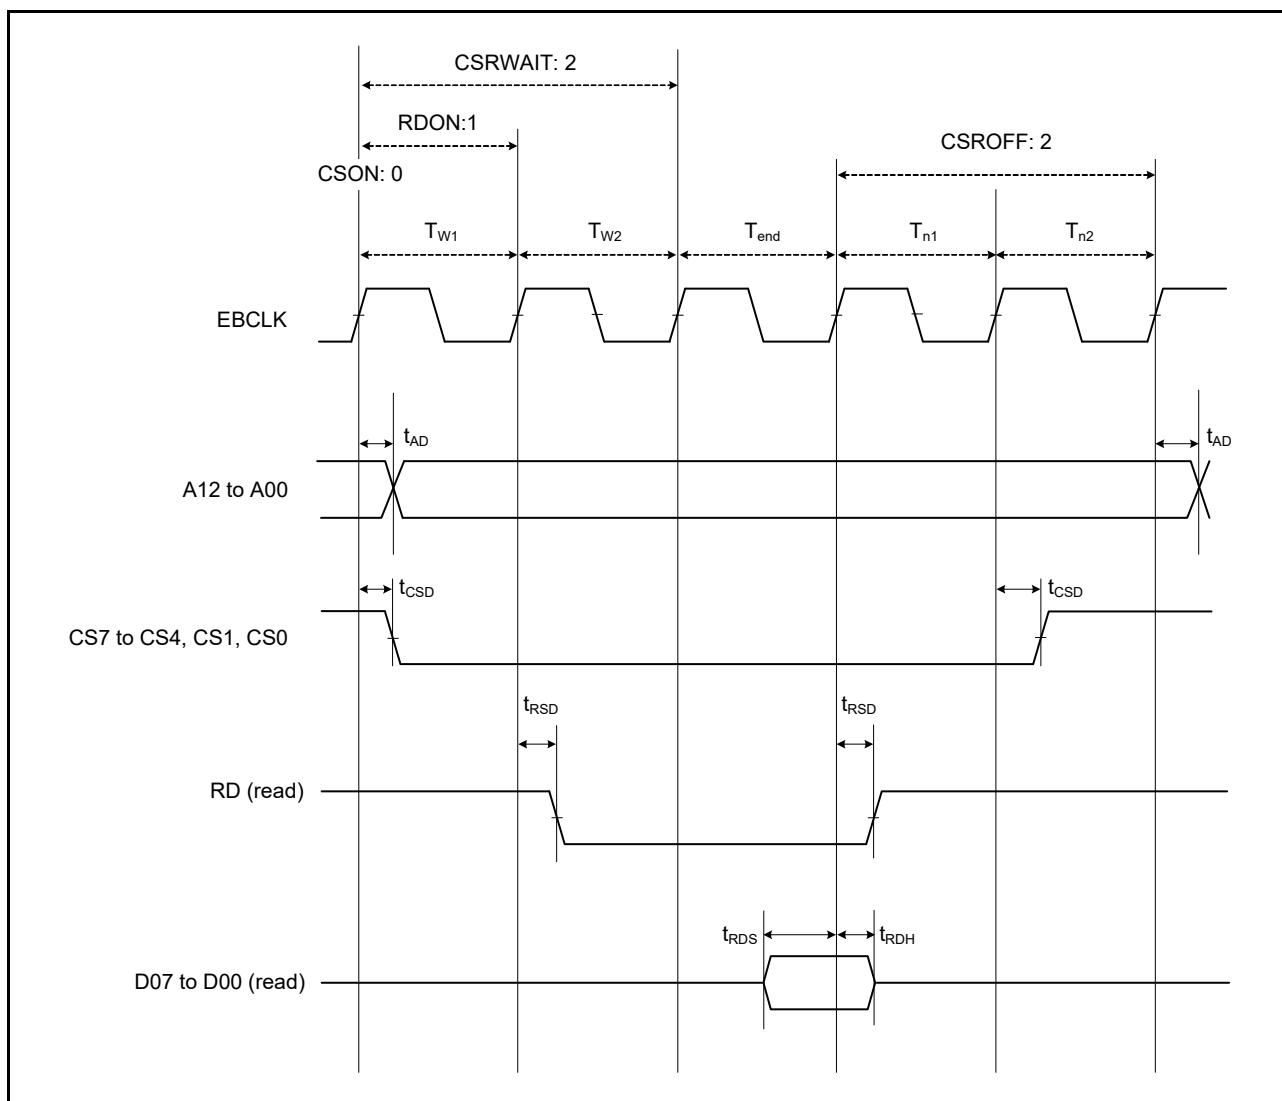 CSRWAIT: 2
RDON:1
CSROFF: 2
CSON: 0
TW1
TW2
Tend
Tn1
Tn2
EBCLK
tAD
tAD
A12 to A00
tCSD
tCSD
CS7 to CS4, CS1, CS0
tRSD
tRSD
RD (read)
tRDS
tRDH
D07 to D00 (read)